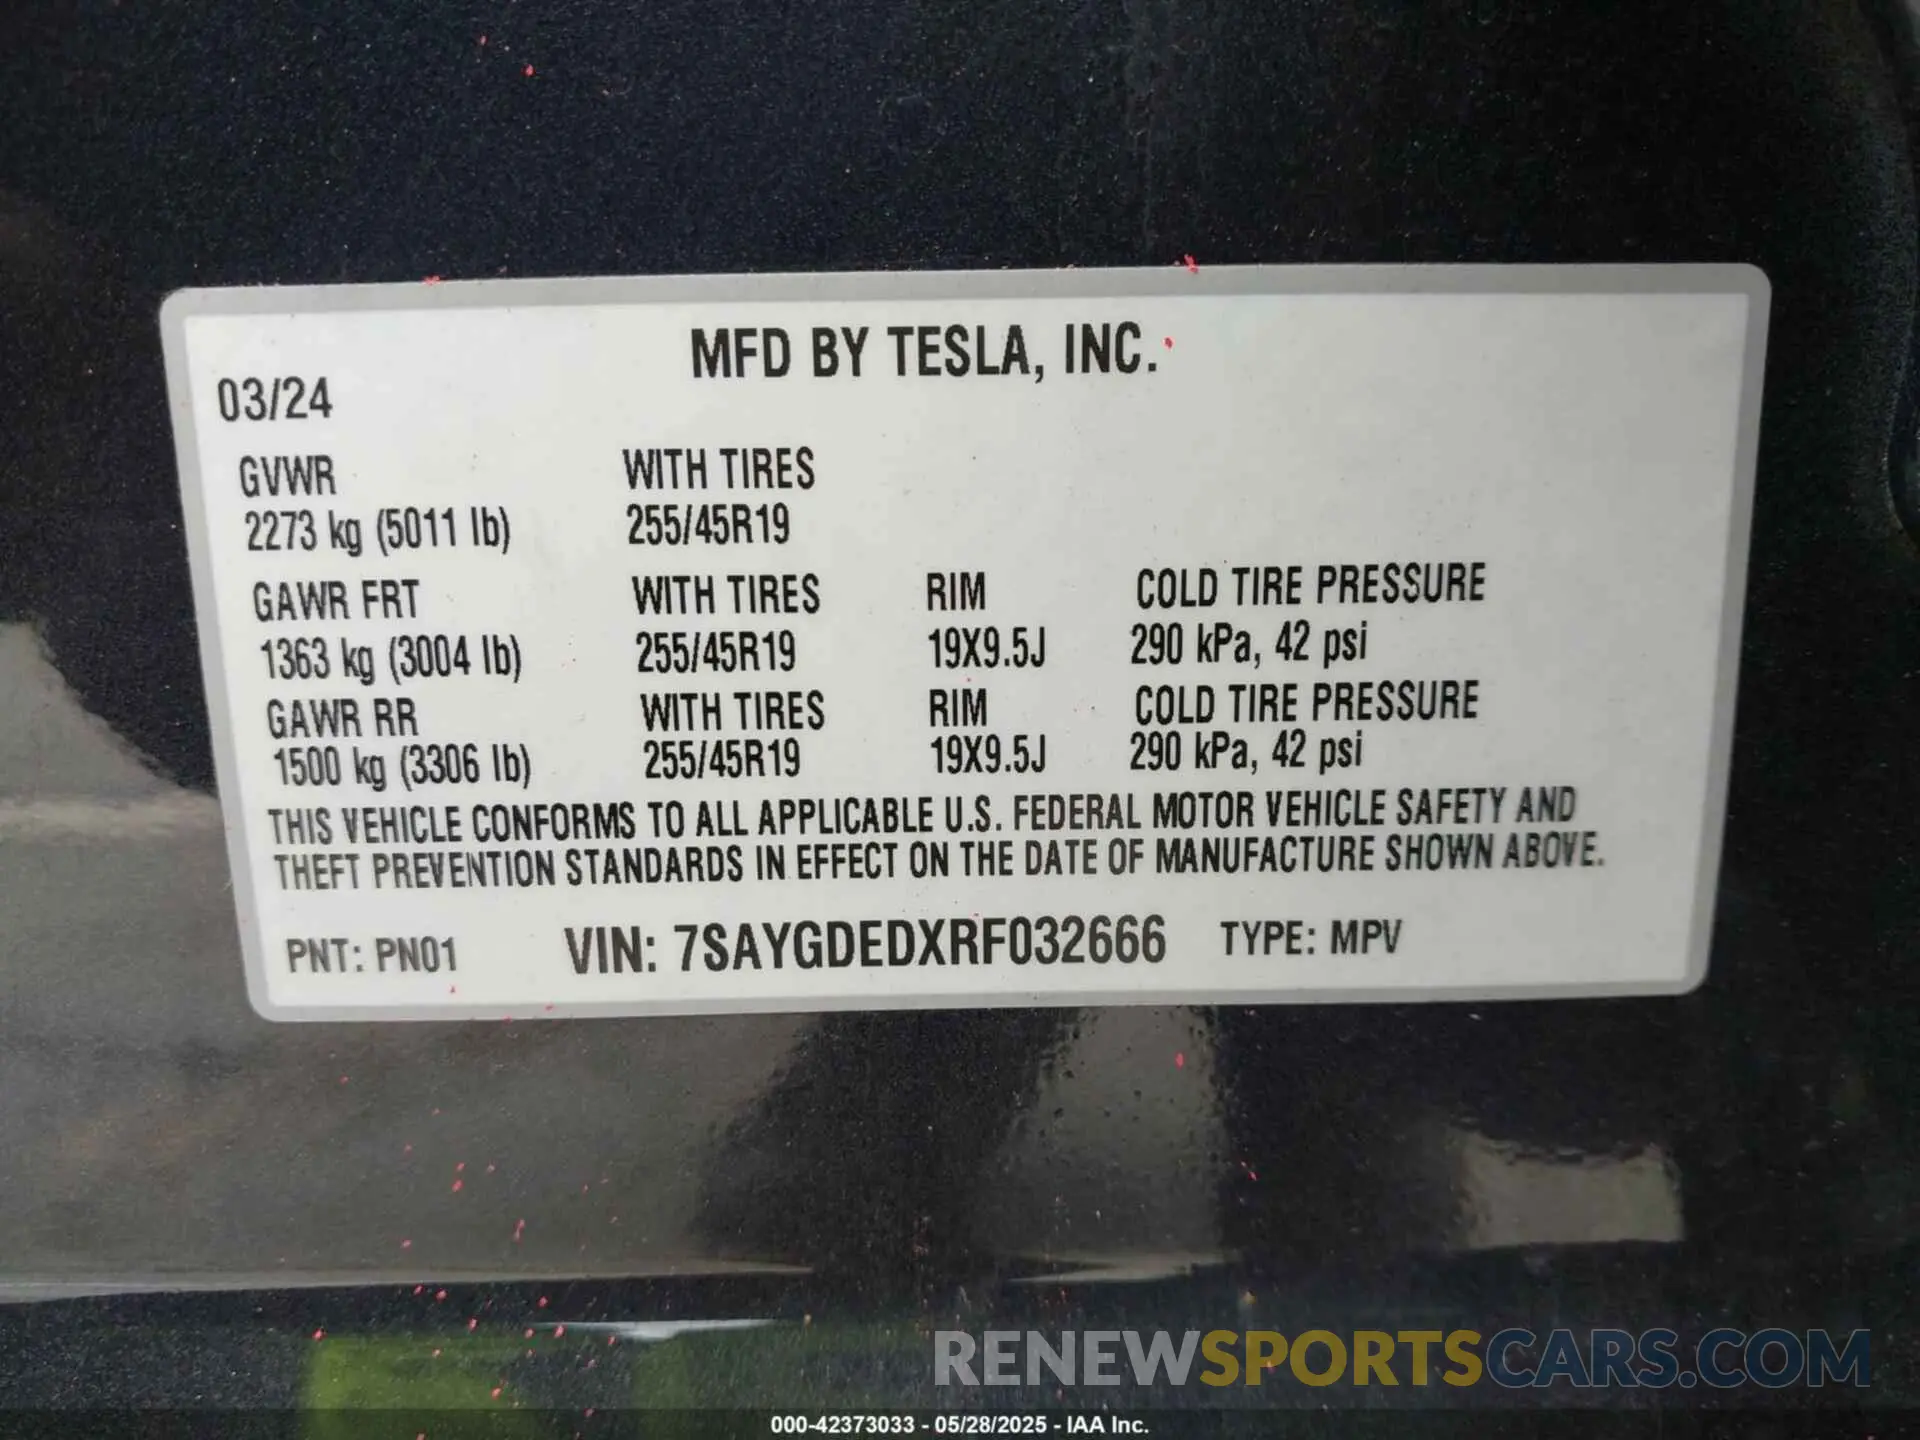 MFD BY TESLA, INC.
03/24
GVWR WITH TIRES
2273 kg (5011 lb) 255/45R19
GAWR FRT WITH TIRES RIM COLD TIRE PRESSURE
1363 kg (3004 lb) 255/45R19 19X9.5J 290 kPa, 42 psi
GAWR RR WITH TIRES RIM COLD TIRE PRESSURE
1500 kg (3306 lb) 255/45R19 19X9.5J 290 kPa, 42 psi
THIS VEHICLE CONFORMS TO ALL APPLICABLE U.S. FEDERAL MOTOR VEHICLE SAFETY AND
THEFT PREVENTION STANDARDS IN EFFECT ON THE DATE OF MANUFACTURE SHOWN ABOVE.
PNT: PN01 VIN: 7SAYGDEDXRF032666 TYPE: MPV
RENEWSPORTSCARS.COM
000-42373033 - 05/28/2025 - IAA Inc.